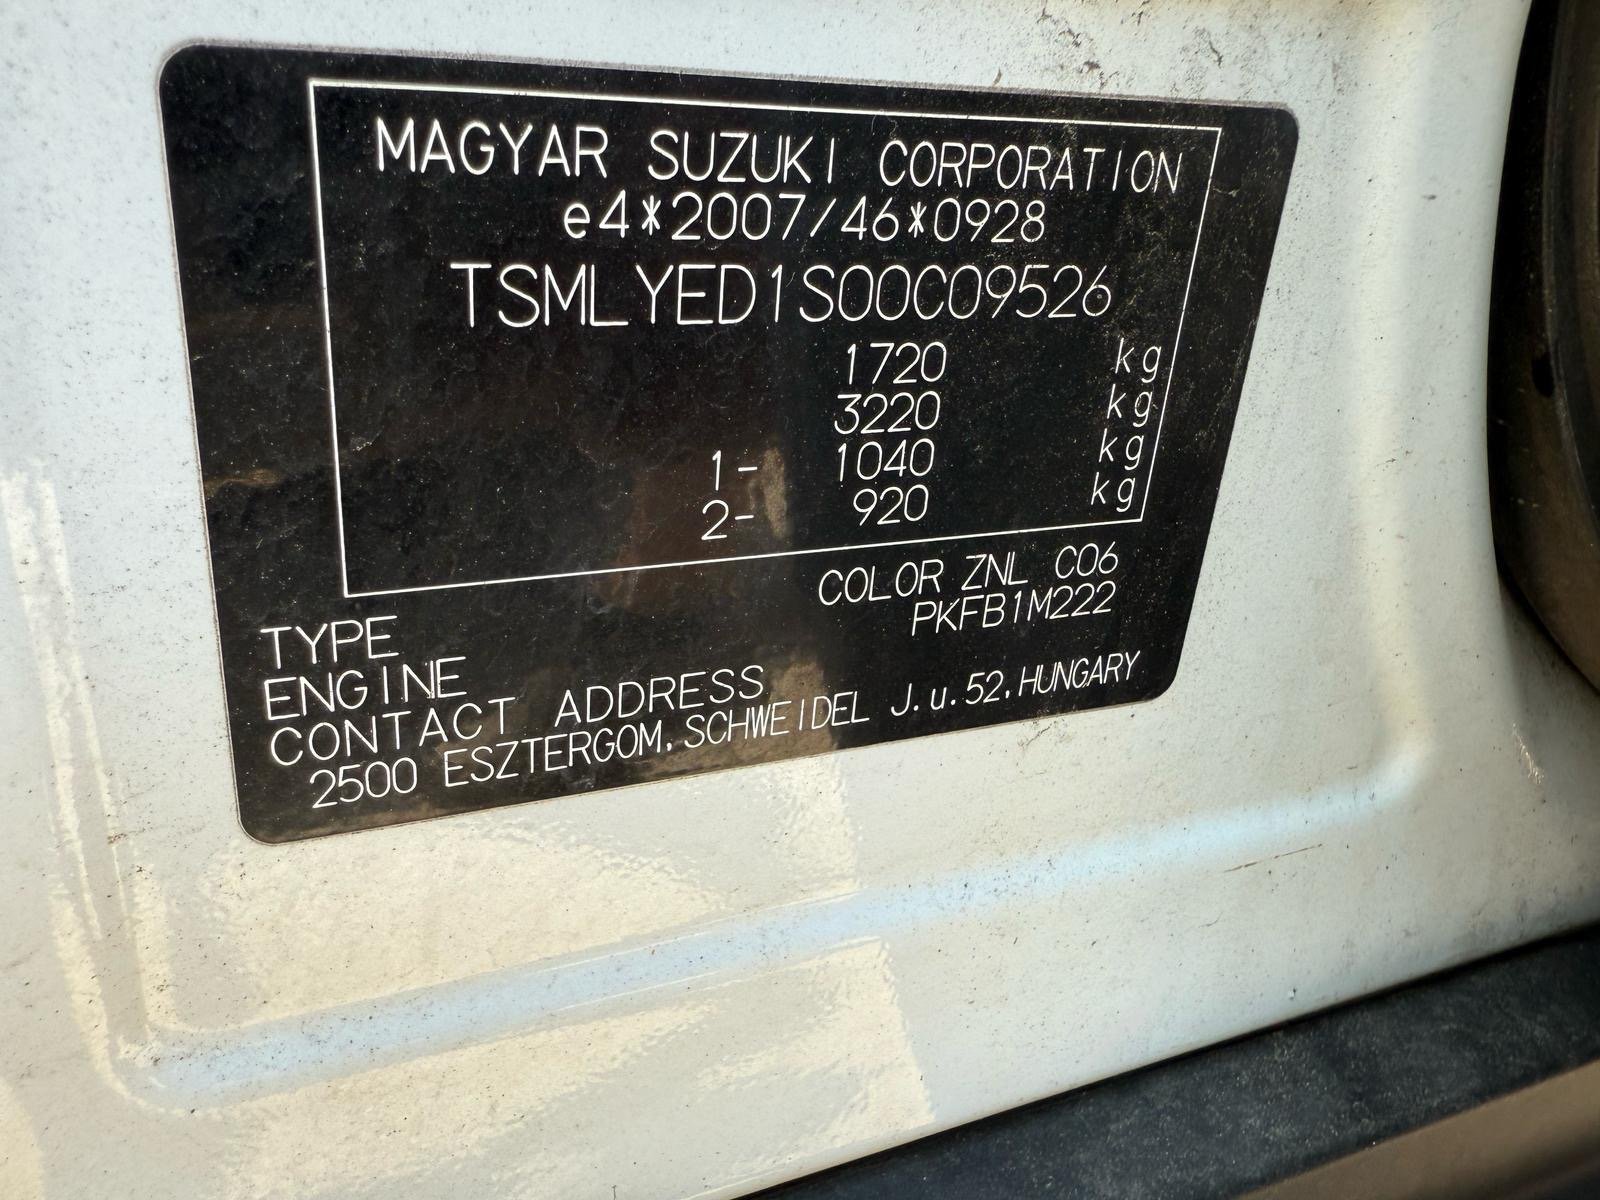 MAGYAR SUZUKI CORPORATION
e4*2007/46*0928
TSMLYED1S00C09526
1720 kg
3220 kg
1- 1040 kg
2- 920 kg
COLOR ZNL C06
TYPE PKFB1M222
ENGINE
CONTACT ADDRESS
2500 ESZTERGOM, SCHWEIDEL J.u.52. HUNGARY